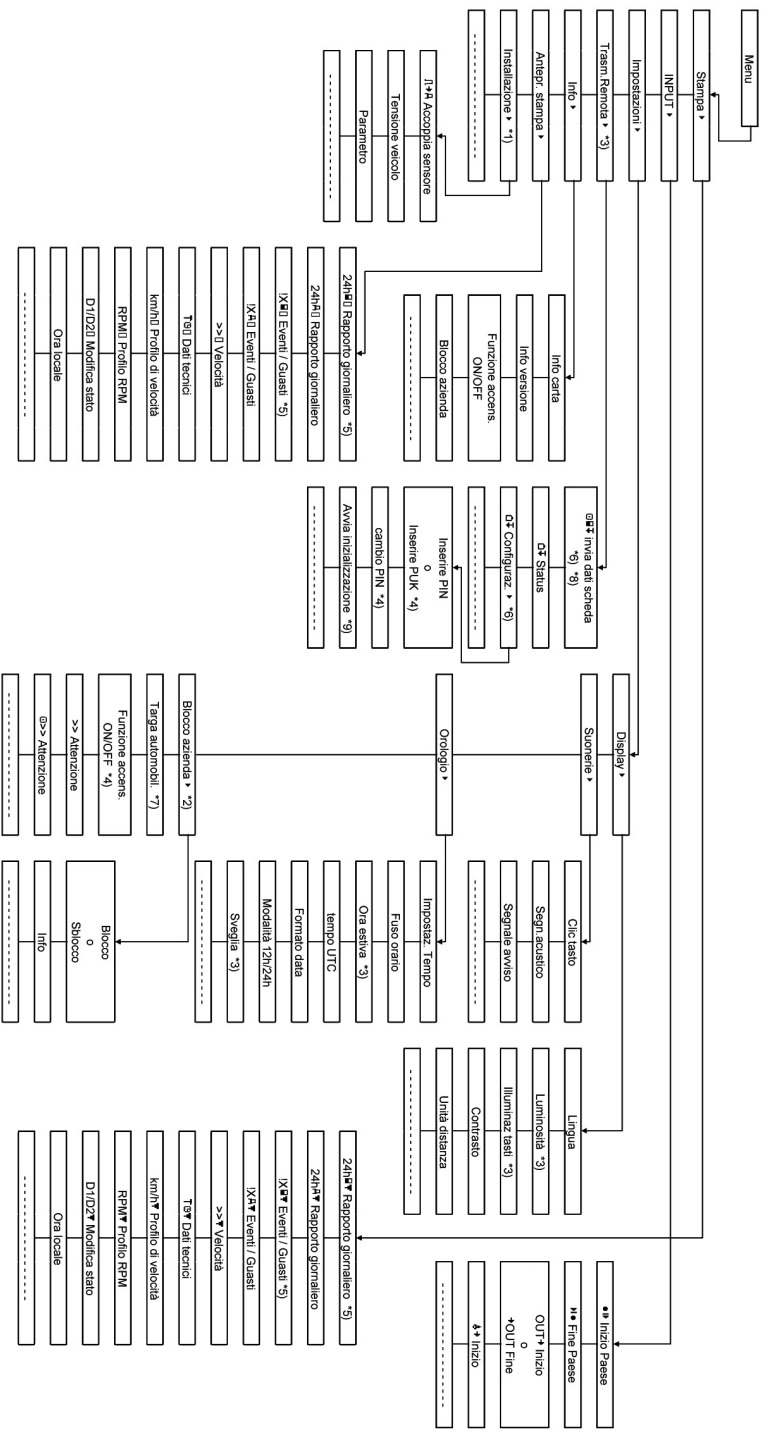 Menu
Stampa ▸
INPUT ▸
Impostazioni ▸
Trasm.Remota ▸ *3)
Info ▸
Antepr. stampa ▸
Installazione ▸ *1)
- - - - - - - - - - - - - - - -
Accoppia sensore
Tensione veicolo
Parametro
- - - - - - - - - - - - - - - -
24h Rapporto giornaliero *5)
24h Rapporto giornaliero
!X Eventi / Guasti *5)
!X Eventi / Guasti
>> Velocità
T Dati tecnici
km/h Profilo di velocità
RPM Profilo RPM
D1/D2 Modifica stato
Ora locale
- - - - - - - - - - - - - - - -
Info carta
Info versione
Funzione accens.
ON/OFF
Blocco azienda
- - - - - - - - - - - - - - - -
invia dati scheda
*6) *8)
Status
Configuraz. ▸ *6)
- - - - - - - - - - - - - - - -
Inserire PIN
o
Inserire PUK *4)
cambio PIN *4)
Avvia inizializzazione *9)
- - - - - - - - - - - - - - - -
Display ▸
Suonerie ▸
Orologio ▸
Blocco azienda ▸ *2)
Targa automobil. *7)
Funzione accens.
ON/OFF *4)
>> Attenzione
>> Attenzione
- - - - - - - - - - - - - - - -
Clic tasto
Segn acustico
Segnale avviso
- - - - - - - - - - - - - - - -
Impostaz. Tempo
Fuso orario
Ora estiva *3)
tempo UTC
Formato data
Modalità 12h/24h
Sveglia *3)
- - - - - - - - - - - - - - - -
Blocco
o
Sblocco
Info
- - - - - - - - - - - - - - - -
Lingua
Luminosità *3)
Illuminaz tasti *3)
Contrasto
Unità distanza
- - - - - - - - - - - - - - - -
24h▼ Rapporto giornaliero *5)
24h▼ Rapporto giornaliero
!X▼ Eventi / Guasti *5)
!X▼ Eventi / Guasti
>>▼ Velocità
T▼ Dati tecnici
km/h▼ Profilo di velocità
RPM▼ Profilo RPM
D1/D2▼ Modifica stato
Ora locale
- - - - - - - - - - - - - - - -
Inizio Paese
Fine Paese
OUT+ Inizio
o
+OUT Fine
Inizio
- - - - - - - - - - - - - - - -